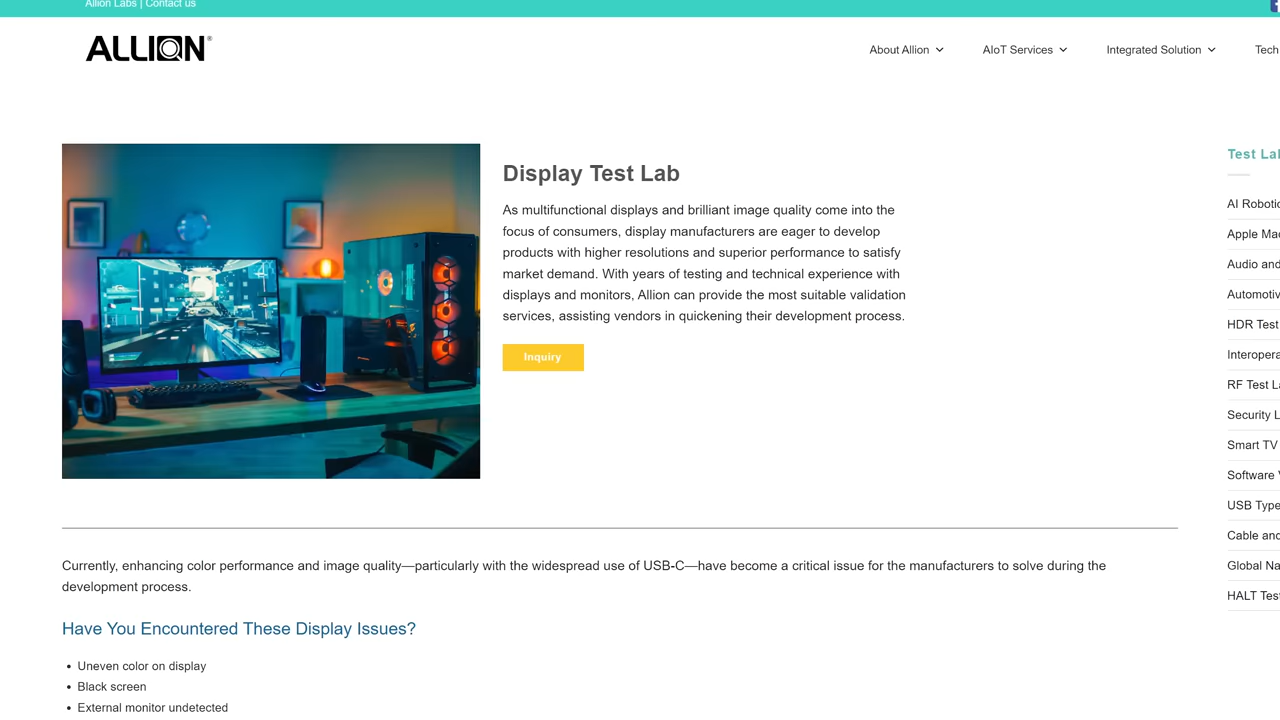 Allion Labs | Contact us
ALLION®
About Allion
AIoT Services
Integrated Solution
Tech
Display Test Lab
As multifunctional displays and brilliant image quality come into the
focus of consumers, display manufacturers are eager to develop
products with higher resolutions and superior performance to satisfy
market demand. With years of testing and technical experience with
displays and monitors, Allion can provide the most suitable validation
services, assisting vendors in quickening their development process.
Inquiry
Currently, enhancing color performance and image quality—particularly with the widespread use of USB-C—have become a critical issue for the manufacturers to solve during the
development process.
Have You Encountered These Display Issues?
• Uneven color on display
• Black screen
• External monitor undetected
Test
AI
Apple
Audio and
HDR Test
RF Test
Security
Smart TV
Software
USB Type
Cable and
Global
HALT